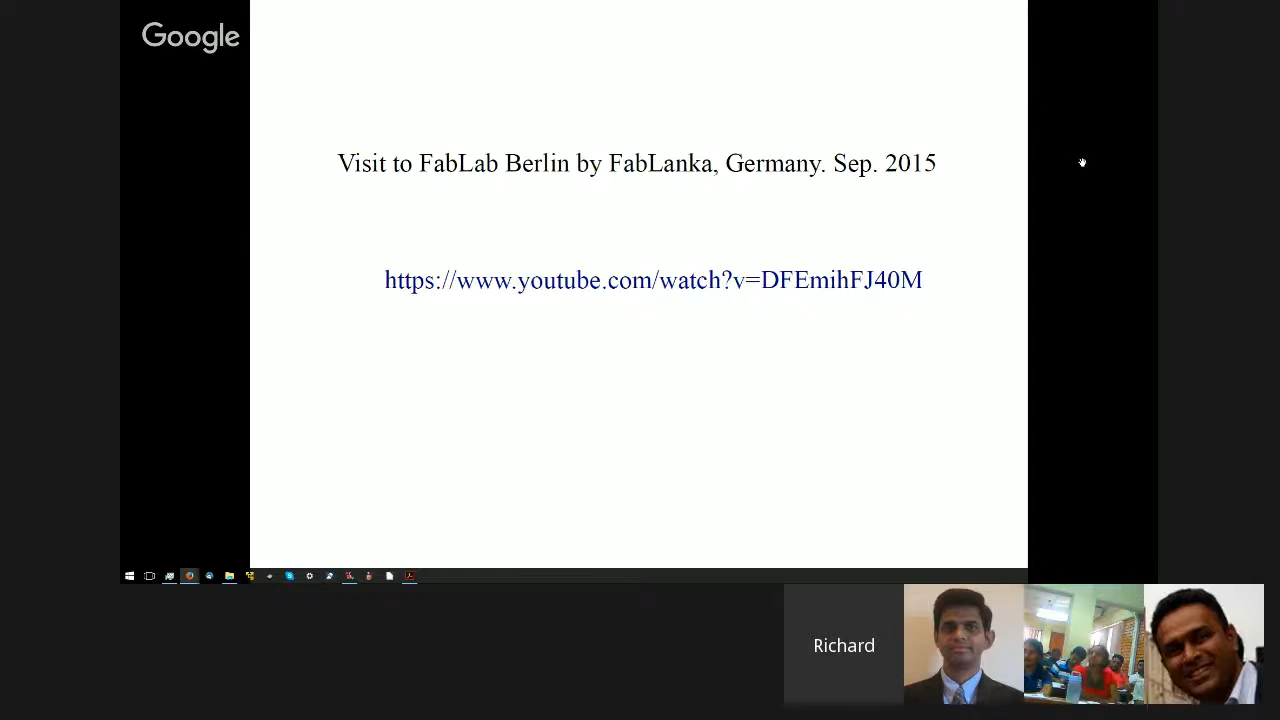 Google
Visit to FabLab Berlin by FabLanka, Germany. Sep. 2015
https://www.youtube.com/watch?v=DFEmihFJ40M
Richard